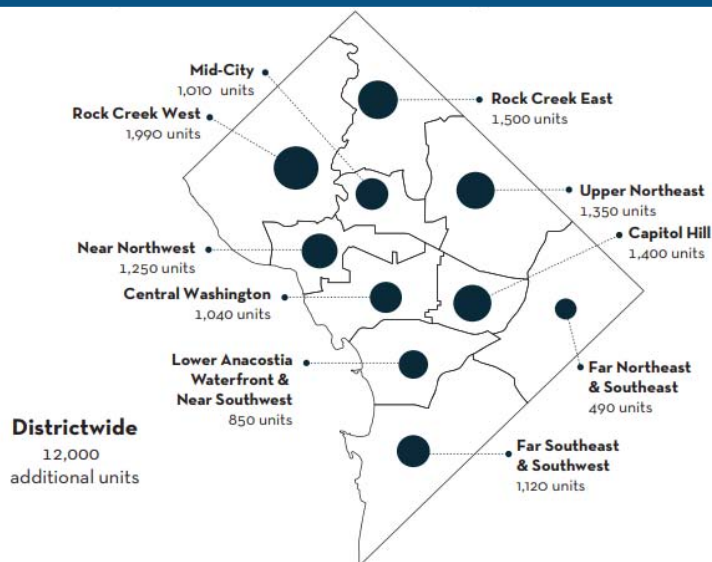 Mid-City
1,010 units
Rock Creek West
1,990 units
Rock Creek East
1,500 units
Upper Northeast
1,350 units
Capitol Hill
1,400 units
Near Northwest
1,250 units
Central Washington
1,040 units
Lower Anacostia
Waterfront &
Near Southwest
850 units
Far Northeast
& Southeast
490 units
Districtwide
12,000
additional units
Far Southeast
& Southwest
1,120 units